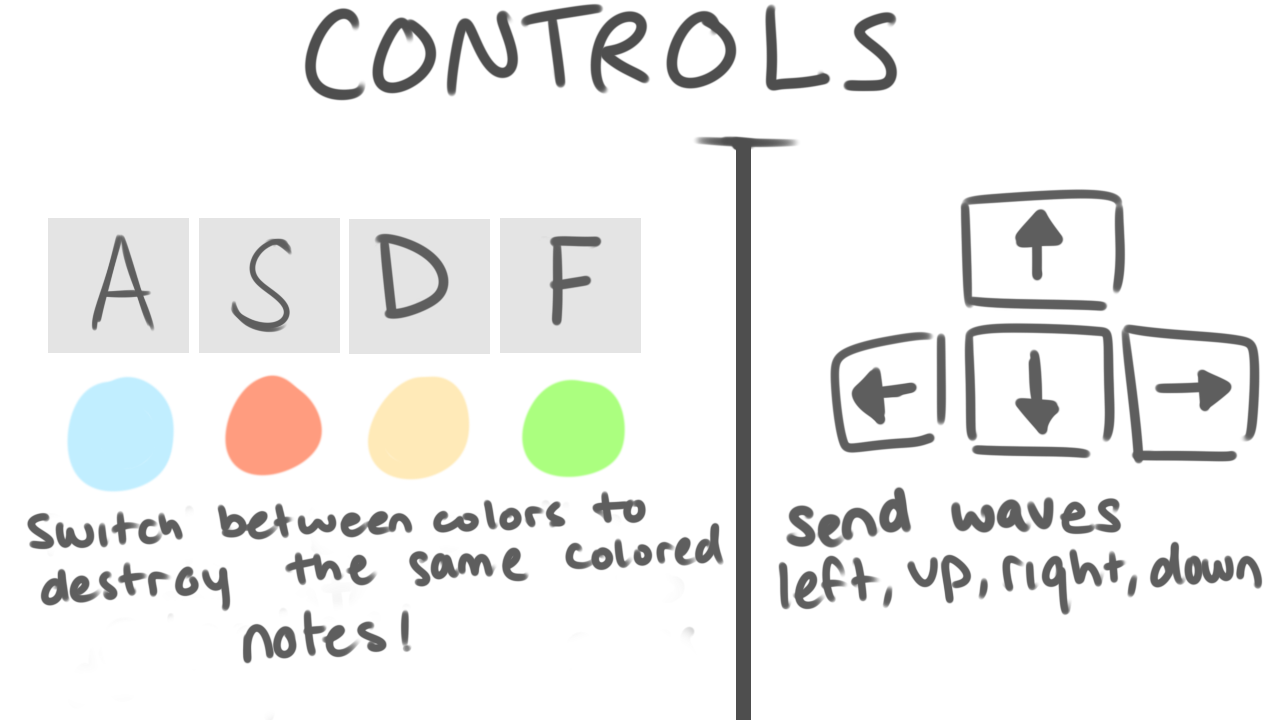 CONTROLS
A S D F
Switch between colors to
destroy the same colored
notes!
send waves
left, up, right, down